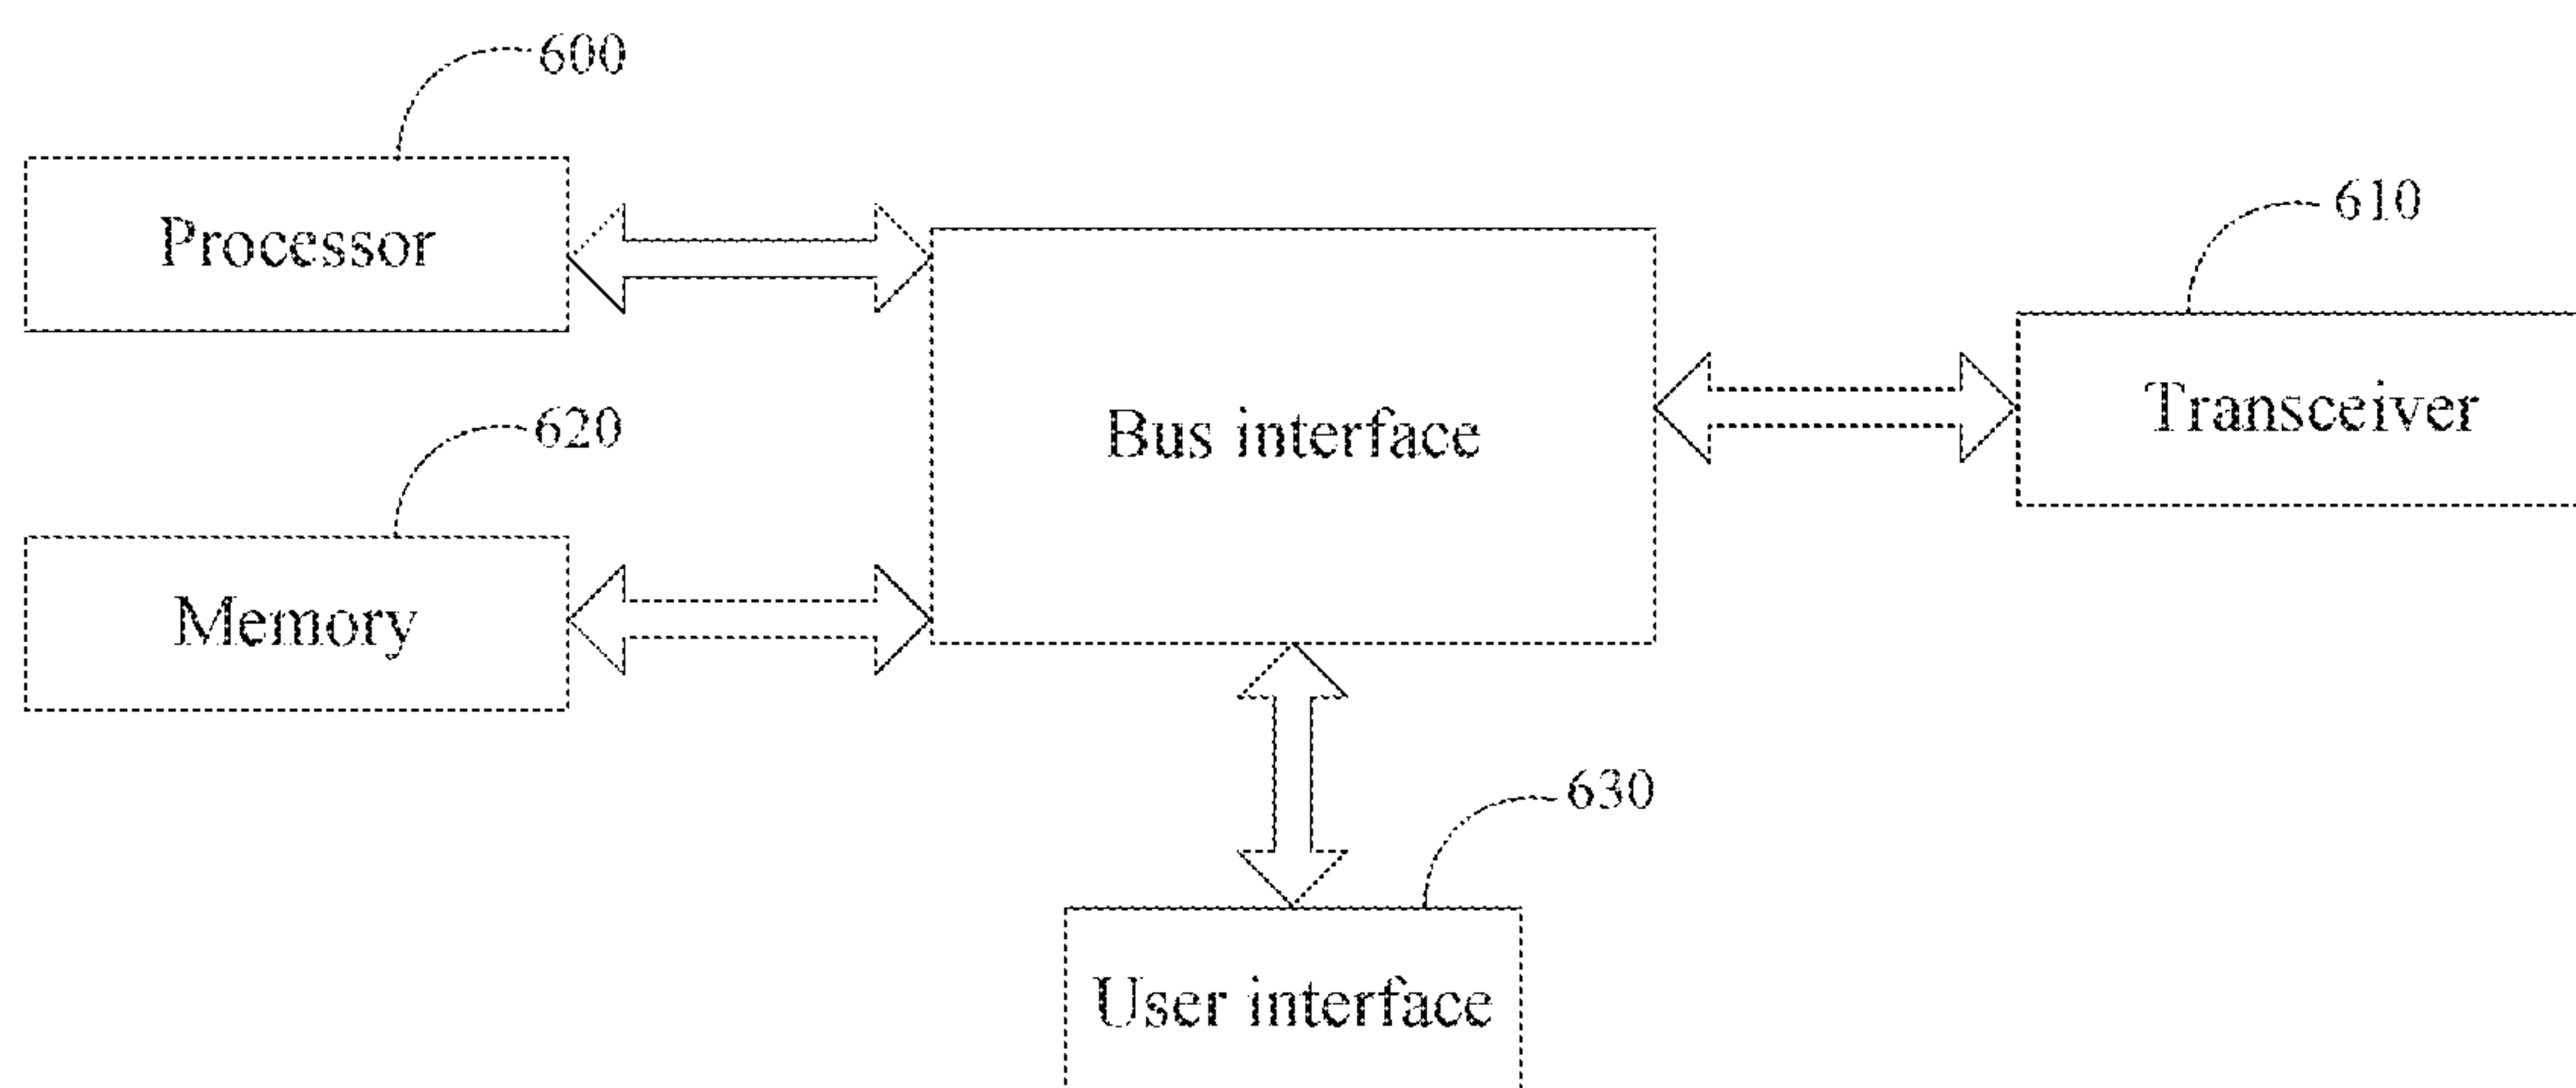 600
Processor
610
Transceiver
Bus interface
620
Memory
630
User interface